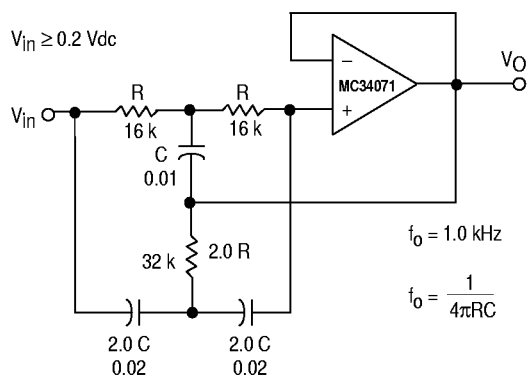 V_in ≥ 0.2 Vdc
V_O
−
MC34071
+
V_in
R
R
16 k
16 k
C
0.01
f_o = 1.0 kHz
32 k
2.0 R
f_o = 1/4πRC
2.0 C
2.0 C
0.02
0.02